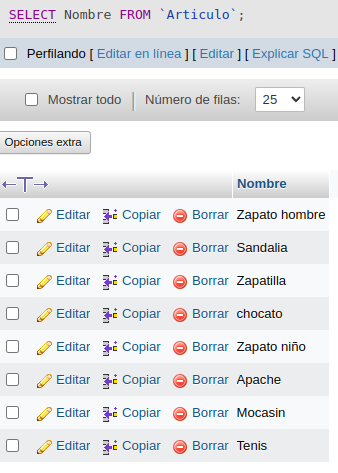 SELECT Nombre FROM `Articulo`;
Perfilando [ Editar en línea ] [ Editar ] [ Explicar SQL ]
Mostrar todo Número de filas: 25
Opciones extra
Nombre
Editar Copiar Borrar Zapato hombre
Editar Copiar Borrar Sandalia
Editar Copiar Borrar Zapatilla
Editar Copiar Borrar chocato
Editar Copiar Borrar Zapato niño
Editar Copiar Borrar Apache
Editar Copiar Borrar Mocasin
Editar Copiar Borrar Tenis